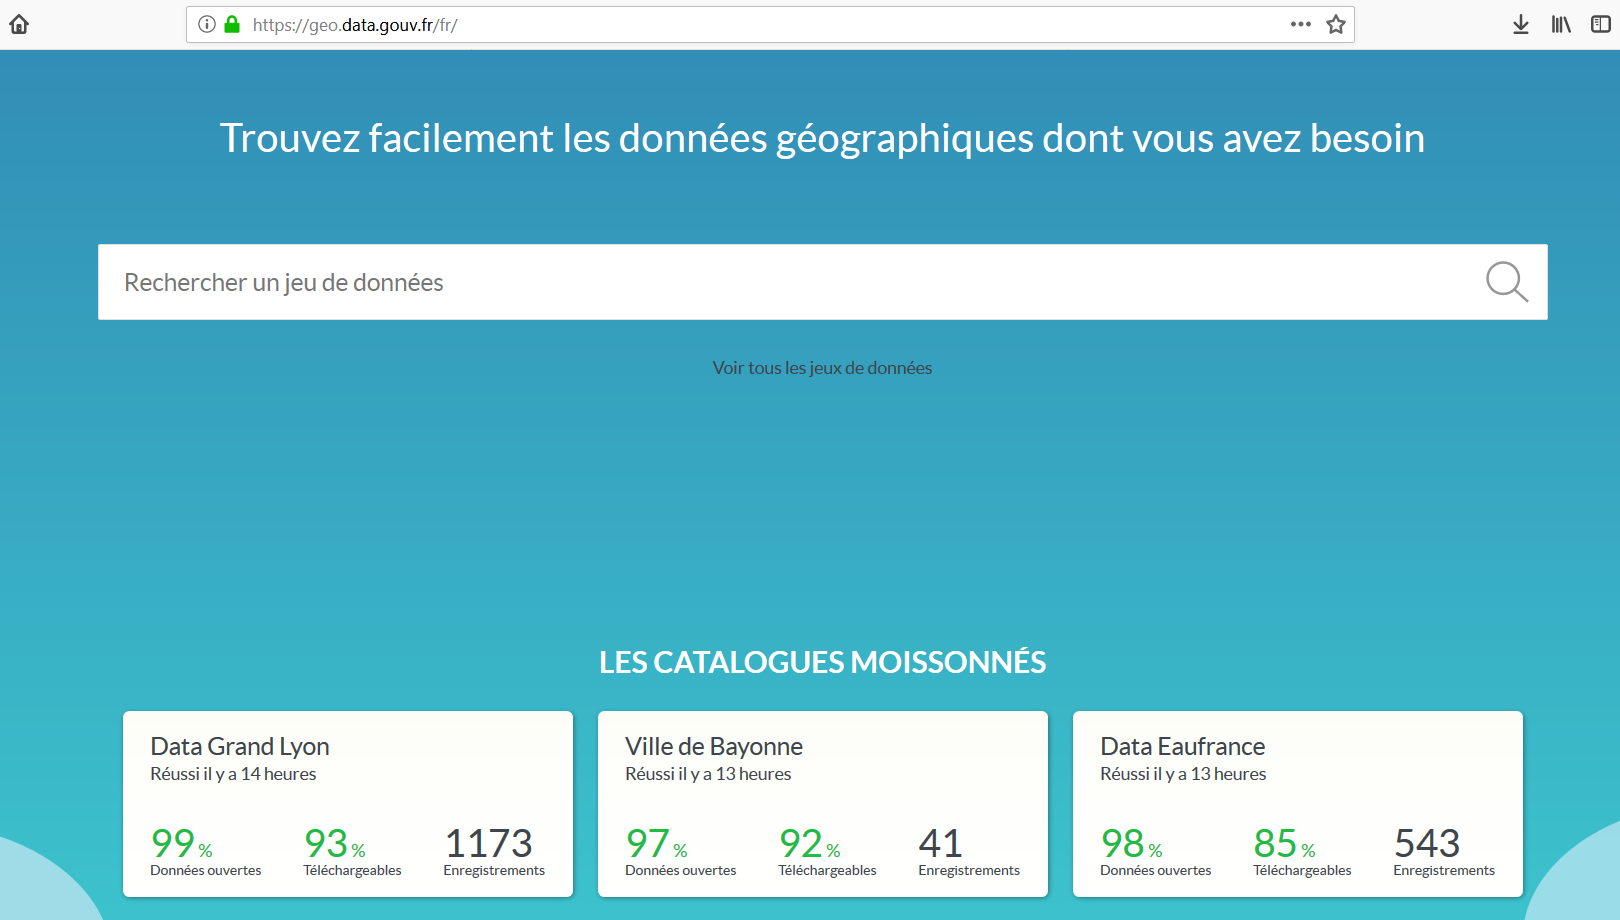 https://geo.data.gouv.fr/fr/
Trouvez facilement les données géographiques dont vous avez besoin
Rechercher un jeu de données
Voir tous les jeux de données
LES CATALOGUES MOISSONNÉS
Data Grand Lyon
Réussi il y a 14 heures
99 % 93 % 1173
Données ouvertes Téléchargeables Enregistrements
Ville de Bayonne
Réussi il y a 13 heures
97 % 92 % 41
Données ouvertes Téléchargeables Enregistrements
Data Eaufrance
Réussi il y a 13 heures
98 % 85 % 543
Données ouvertes Téléchargeables Enregistrements